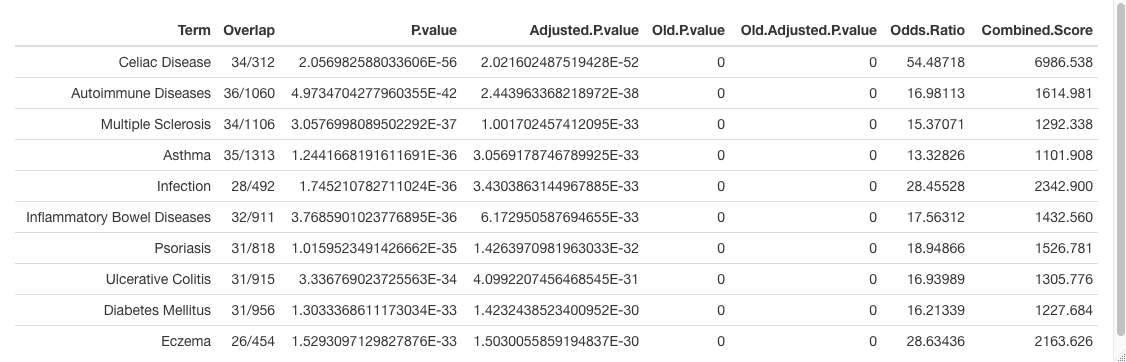 Term Overlap P.value Adjusted.P.value Old.P.value Old.Adjusted.P.value Odds.Ratio Combined.Score
Celiac Disease 34/312 2.056982588033606E-56 2.021602487519428E-52 0 0 54.48718 6986.538
Autoimmune Diseases 36/1060 4.9734704277960355E-42 2.443963368218972E-38 0 0 16.98113 1614.981
Multiple Sclerosis 34/1106 3.0576998089502292E-37 1.001702457412095E-33 0 0 15.37071 1292.338
Asthma 35/1313 1.2441668191611691E-36 3.0569178746789925E-33 0 0 13.32826 1101.908
Infection 28/492 1.745210782711024E-36 3.4303863144967885E-33 0 0 28.45528 2342.900
Inflammatory Bowel Diseases 32/911 3.7685901023776895E-36 6.172950587694655E-33 0 0 17.56312 1432.560
Psoriasis 31/818 1.0159523491426662E-35 1.4263970981963033E-32 0 0 18.94866 1526.781
Ulcerative Colitis 31/915 3.336769023725563E-34 4.0992207456468545E-31 0 0 16.93989 1305.776
Diabetes Mellitus 31/956 1.3033368611173034E-33 1.4232438523400952E-30 0 0 16.21339 1227.684
Eczema 26/454 1.5293097129827876E-33 1.5030055859194837E-30 0 0 28.63436 2163.626